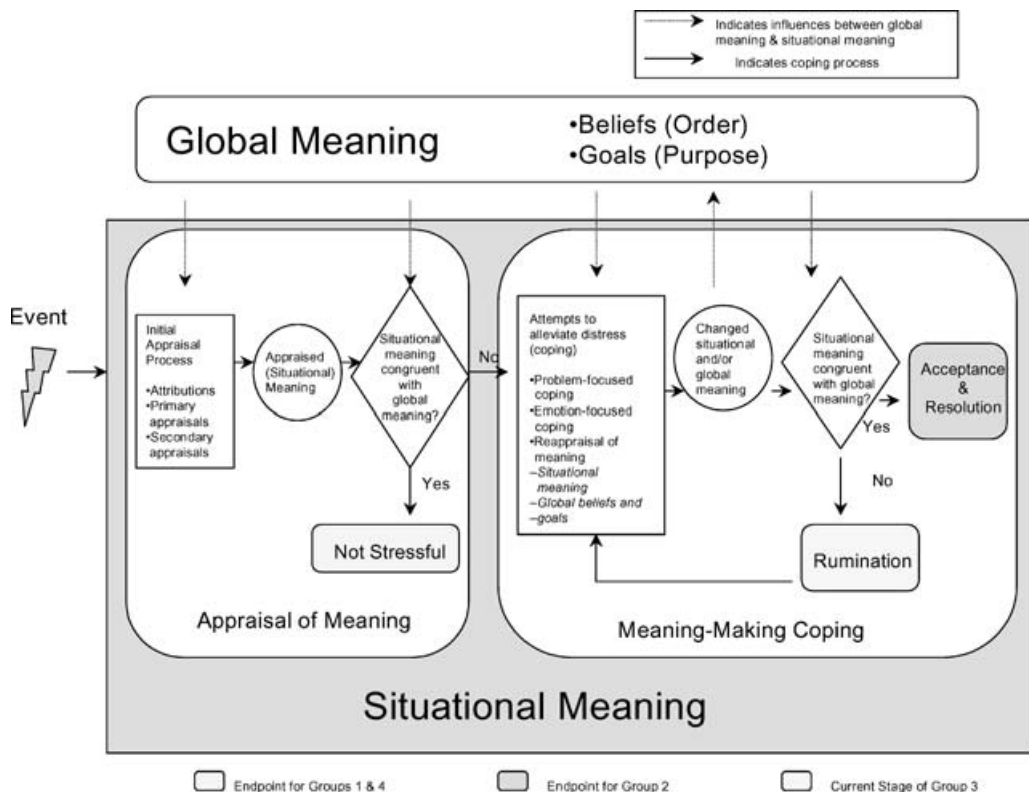 Indicates influences between global
meaning & situational meaning
Indicates coping process
Global Meaning
•Beliefs (Order)
•Goals (Purpose)
Event
Initial
Appraisal
Process
•Attributions
•Primary
appraisals
•Secondary
appraisals
Appraised
(Situational)
Meaning
Situational
meaning
congruent
with
global
meaning?
No
Yes
Not Stressful
Appraisal of Meaning
Attempts to
alleviate distress
(coping)
•Problem-focused
coping
•Emotion-focused
coping
•Reappraisal of
meaning
–Situational
meaning
–Global beliefs and
–goals
Changed
situational
and/or
global
meaning
Situational
meaning
congruent
with global
meaning?
Yes
Acceptance
&
Resolution
No
Rumination
Meaning-Making Coping
Situational Meaning
Endpoint for Groups 1 & 4
Endpoint for Group 2
Current Stage of Group 3